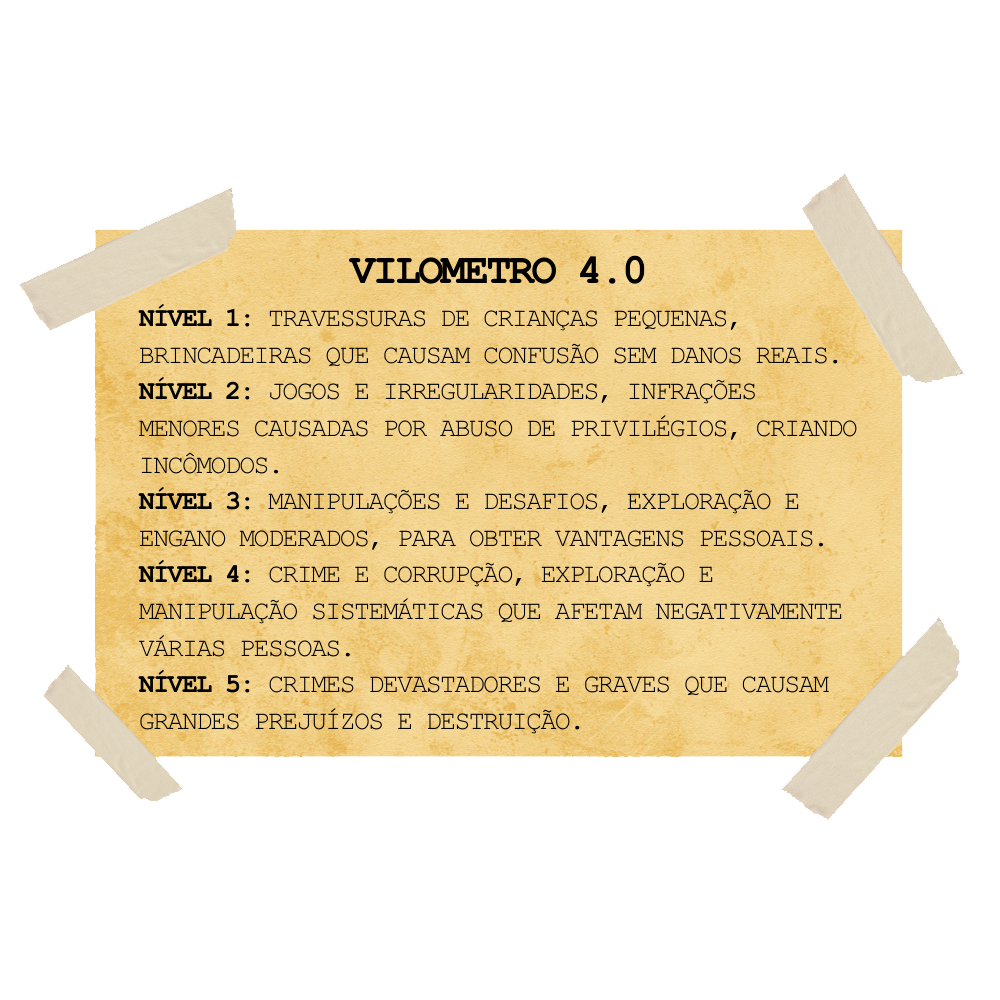 VILOMETRO 4.0
NÍVEL 1: TRAVESSURAS DE CRIANÇAS PEQUENAS,
BRINCADEIRAS QUE CAUSAM CONFUSÃO SEM DANOS REAIS.
NÍVEL 2: JOGOS E IRREGULARIDADES, INFRAÇÕES
MENORES CAUSADAS POR ABUSO DE PRIVILÉGIOS, CRIANDO
INCÔMODOS.
NÍVEL 3: MANIPULAÇÕES E DESAFIOS, EXPLORAÇÃO E
ENGANO MODERADOS, PARA OBTER VANTAGENS PESSOAIS.
NÍVEL 4: CRIME E CORRUPÇÃO, EXPLORAÇÃO E
MANIPULAÇÃO SISTEMÁTICAS QUE AFETAM NEGATIVAMENTE
VÁRIAS PESSOAS.
NÍVEL 5: CRIMES DEVASTADORES E GRAVES QUE CAUSAM
GRANDES PREJUÍZOS E DESTRUIÇÃO.